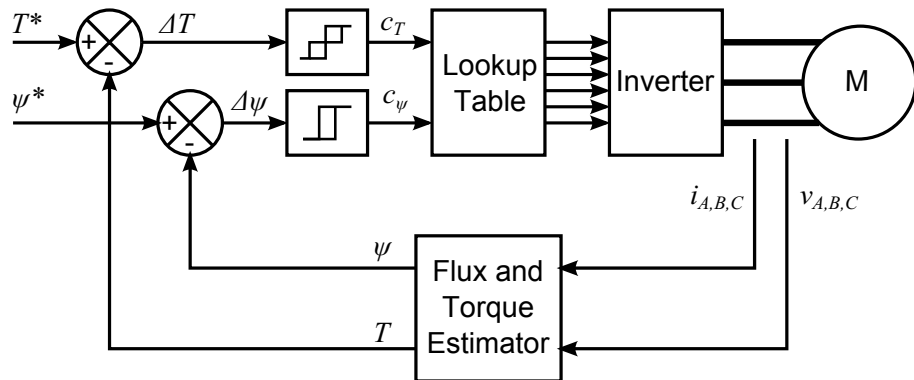 T*
+
-
ΔT
c_T
Lookup
Table
Inverter
M
ψ*
+
-
Δψ
c_ψ
i_A,B,C
v_A,B,C
ψ
T
Flux and
Torque
Estimator